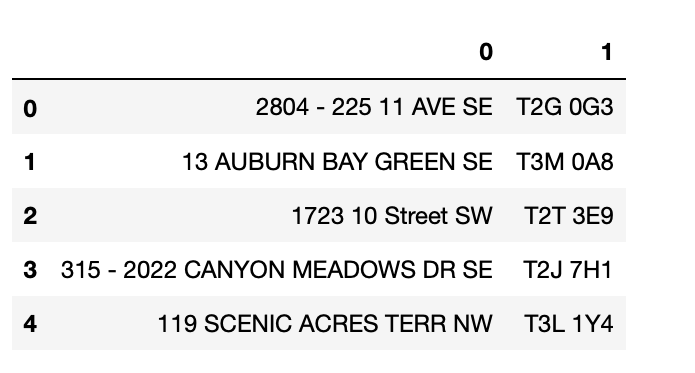 0 1
0 2804 - 225 11 AVE SE T2G 0G3
1 13 AUBURN BAY GREEN SE T3M 0A8
2 1723 10 Street SW T2T 3E9
3 315 - 2022 CANYON MEADOWS DR SE T2J 7H1
4 119 SCENIC ACRES TERR NW T3L 1Y4